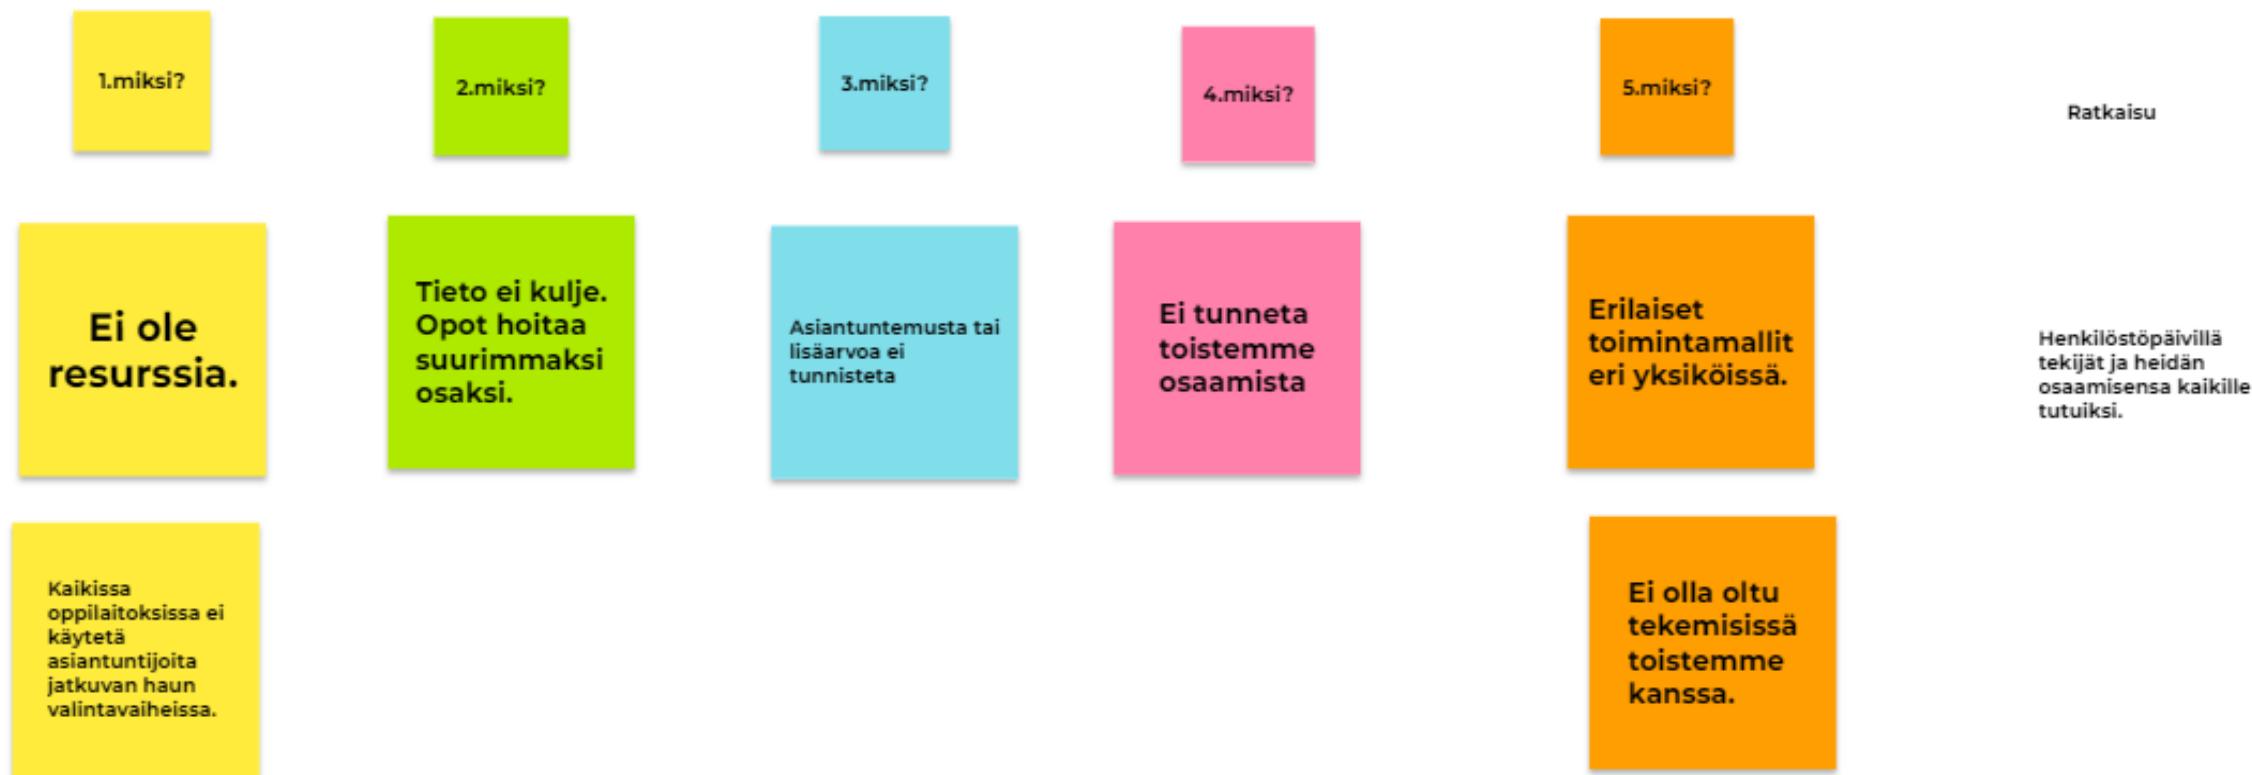 1.miksi?
2.miksi?
3.miksi?
4.miksi?
5.miksi?
Ratkaisu
Ei ole
resurssia.
Tieto ei kulje.
Opot hoitaa
suurimmaksi
osaksi.
Asiantuntemusta tai
lisäarvoa ei
tunnisteta
Ei tunneta
toistemme
osaamista
Erilaiset
toimintamallit
eri yksiköissä.
Henkilöstöpäivillä
tekijät ja heidän
osaamisensa kaikille
tutuiksi.
Kaikissa
oppilaitoksissa ei
käytetä
asiantuntijoita
jatkuvan haun
valintavaiheissa.
Ei olla oltu
tekemisissä
toistemme
kanssa.